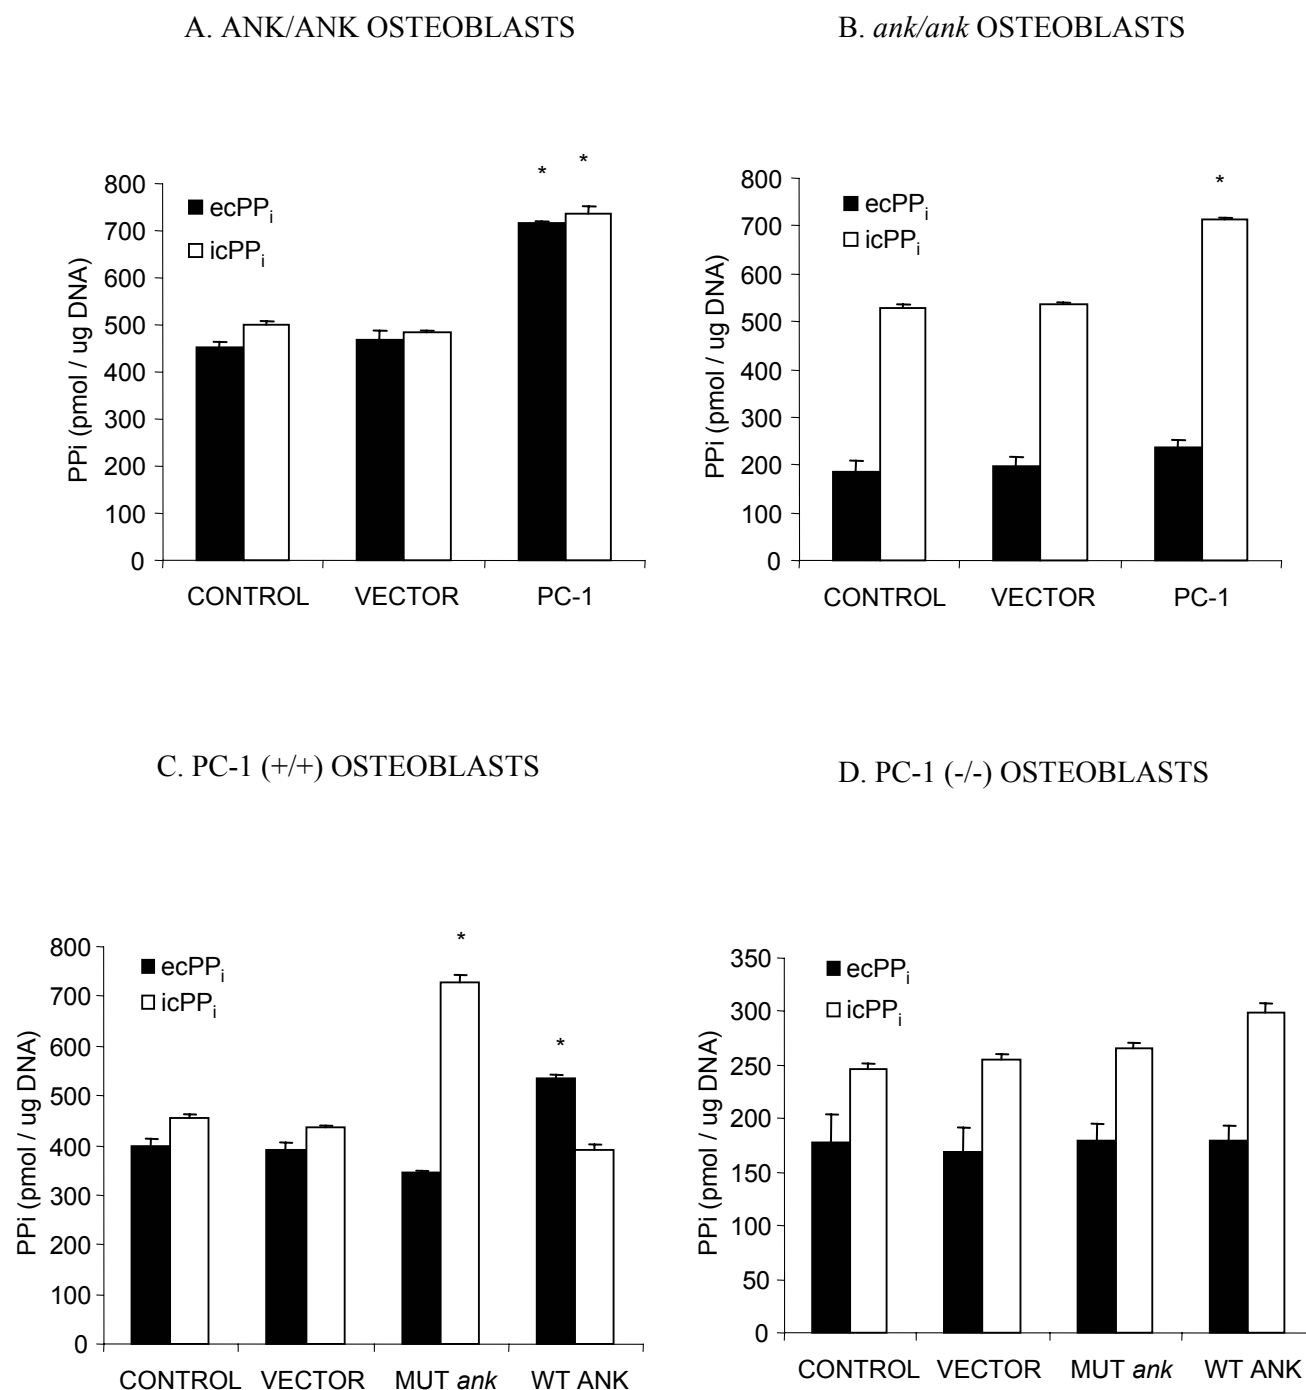 A. ANK/ANK OSTEOBLASTS
* *
800
700
600
500
400
300
200
100
0
PPi (pmol / ug DNA)
ecPPi
icPPi
CONTROL VECTOR PC-1
B. ank/ank OSTEOBLASTS
*
800
700
600
500
400
300
200
100
0
PPi (pmol / ug DNA)
ecPPi
icPPi
CONTROL VECTOR PC-1
C. PC-1 (+/+) OSTEOBLASTS
*
*
800
700
600
500
400
300
200
100
0
PPi (pmol / ug DNA)
ecPPi
icPPi
CONTROL VECTOR MUT ank WT ANK
D. PC-1 (-/-) OSTEOBLASTS
350
300
250
200
150
100
50
0
PPi (pmol / ug DNA)
ecPPi
icPPi
CONTROL VECTOR MUT ank WT ANK